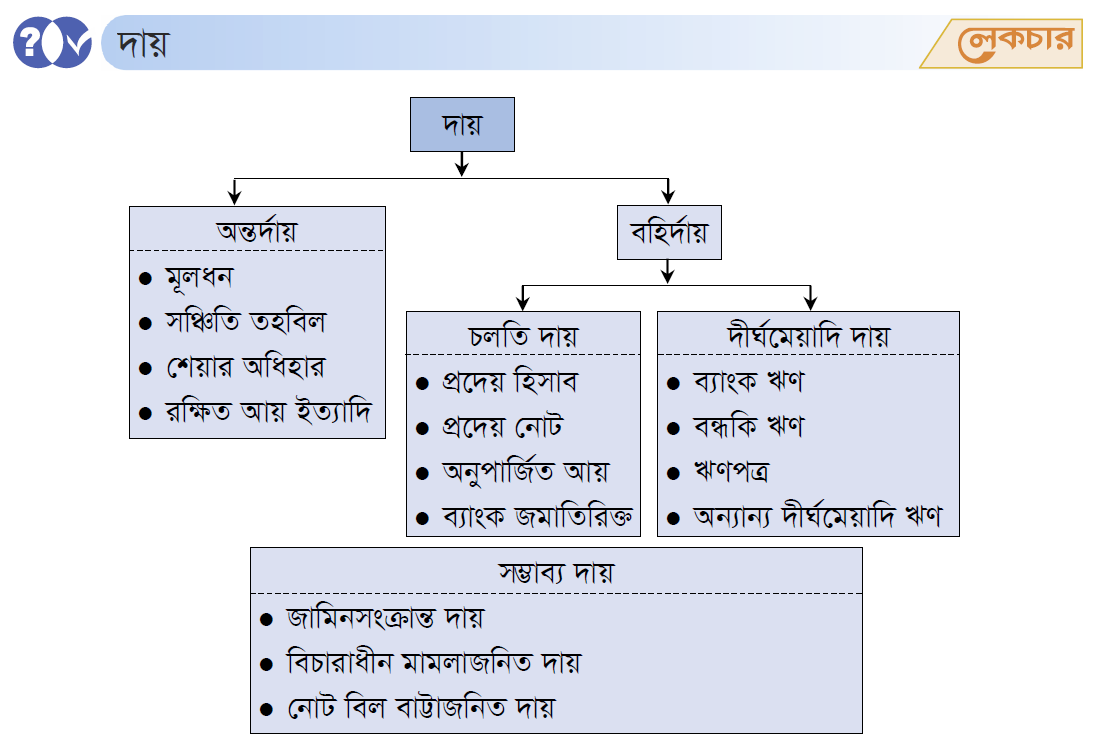 দায়
লেকচার
দায়
অন্তর্দায়
● মূলধন
● সঞ্চিতি তহবিল
● শেয়ার অধিহার
● রক্ষিত আয় ইত্যাদি
বহির্দায়
চলতি দায়
● প্রদেয় হিসাব
● প্রদেয় নোট
● অনুপার্জিত আয়
● ব্যাংক জমাতিরিক্ত
দীর্ঘমেয়াদি দায়
● ব্যাংক ঋণ
● বন্ধকি ঋণ
● ঋণপত্র
● অন্যান্য দীর্ঘমেয়াদি ঋণ
সম্ভাব্য দায়
● জামিনসংক্রান্ত দায়
● বিচারাধীন মামলাজনিত দায়
● নোট বিল বাট্টাজনিত দায়